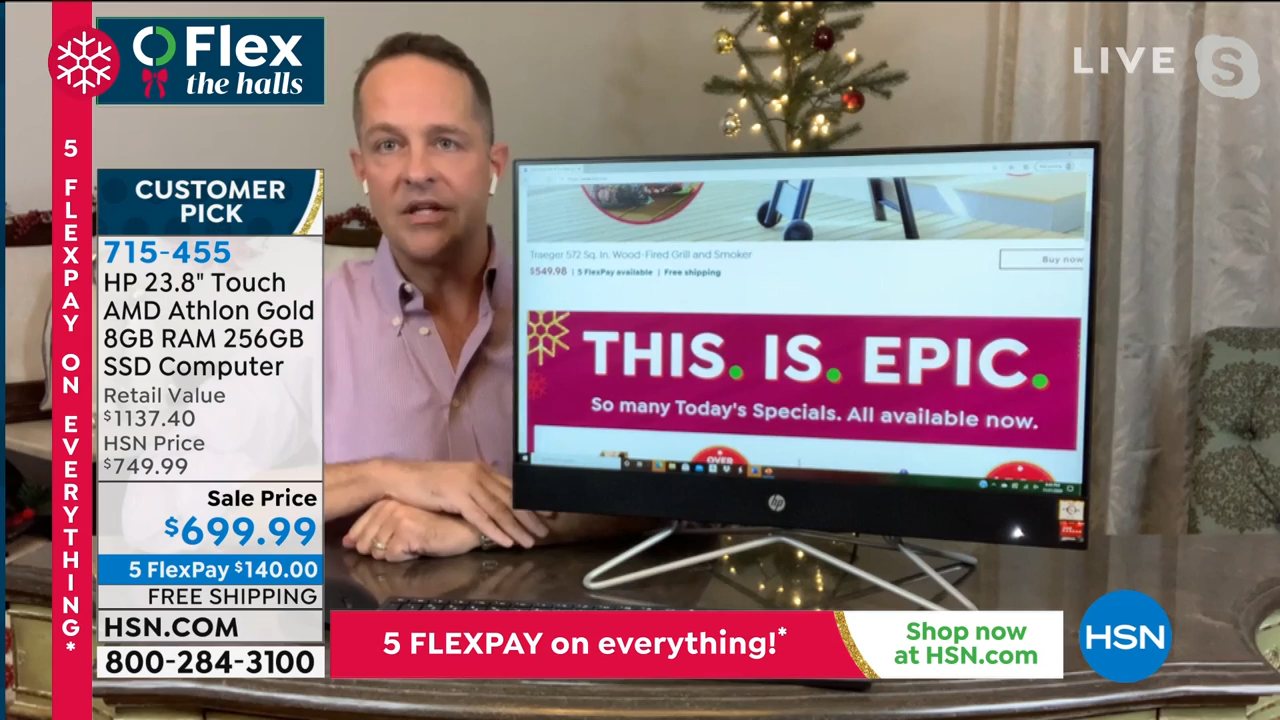 Flex
the halls
LIVE S
5 FLEXPAY ON EVERYTHING*
CUSTOMER
PICK
715-455
HP 23.8" Touch
AMD Athlon Gold
8GB RAM 256GB
SSD Computer
Retail Value
$1137.40
HSN Price
$749.99
Sale Price
$699.99
5 FlexPay $140.00
FREE SHIPPING
HSN.COM
800-284-3100
Traeger 572 Sq. In. Wood-Fired Grill and Smoker
$549.98 | 5 FlexPay available | Free shipping
Buy now
THIS. IS. EPIC.
So many Today's Specials. All available now.
OVER
hp
5 FLEXPAY on everything!*
Shop now
at HSN.com
HSN